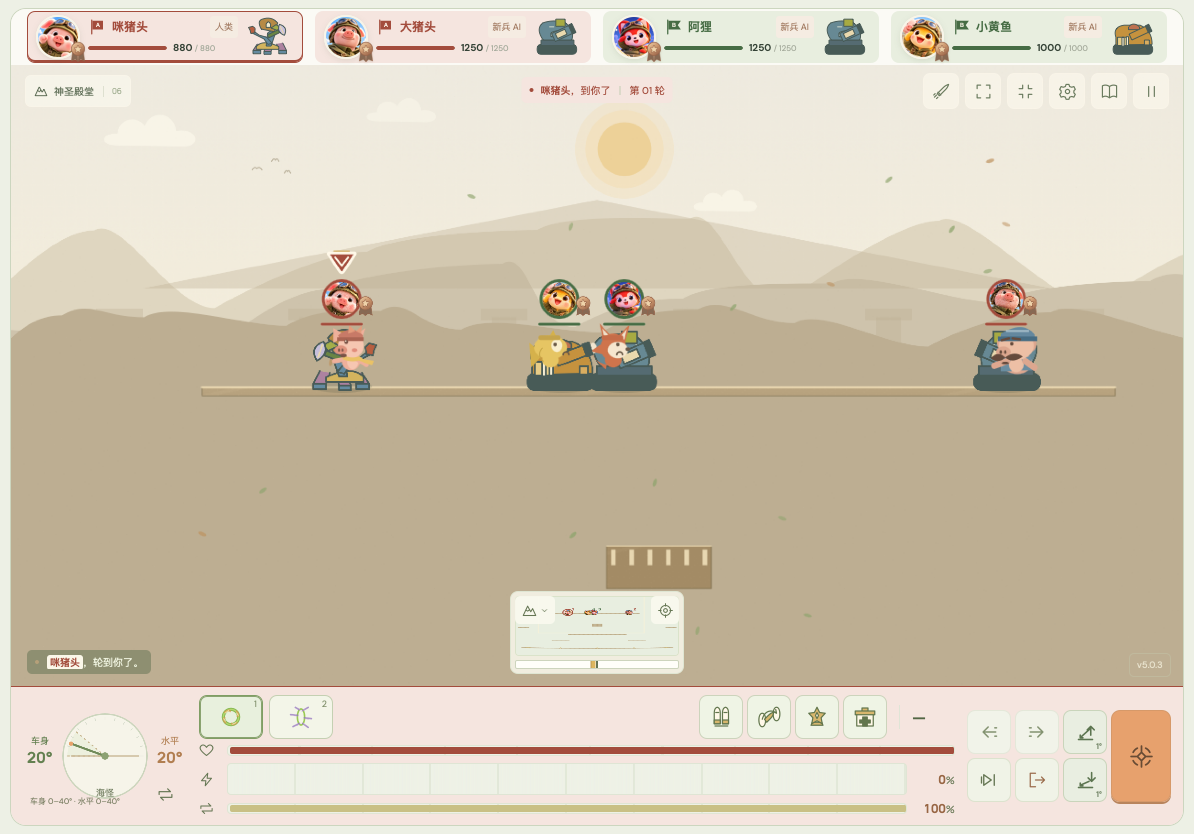 咪猪头 人类
880 / 880
大猪头 新兵 AI
1250 / 1250
阿狸 新兵 AI
1250 / 1250
小黄鱼 新兵 AI
1000 / 1000
神圣殿堂 06
咪猪头，到你了 第 01 轮
咪猪头，轮到你了。
v5.0.3
车身
20°
水平
20°
海怪
车身 0–40° · 水平 0–40°
1
2
0%
100%
1°
1°